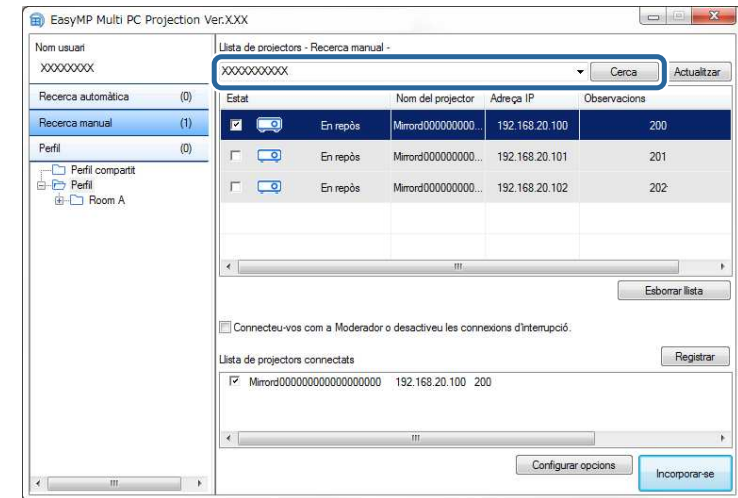 EasyMP Multi PC Projection Ver.X.XX
Nom usuari
XXXXXXXX
Recerca automàtica (0)
Recerca manual (1)
Perfil (0)
Perfil compartit
Perfil
Room A
Llista de projectors - Recerca manual -
XXXXXXXXXX Cerca Actualitzar
Estat Nom del projector Adreça IP Observacions
En repòs Mirrord000000000... 192.168.20.100 200
En repòs Mirrord000000000... 192.168.20.101 201
En repòs Mirrord000000000... 192.168.20.102 202
Esborrar llista
Connecteu-vos com a Moderador o desactiveu les connexions d'interrupció.
Llista de projectors connectats Registrar
Mirrord000000000000000000 192.168.20.100 200
Configurar opcions Incorporar-se